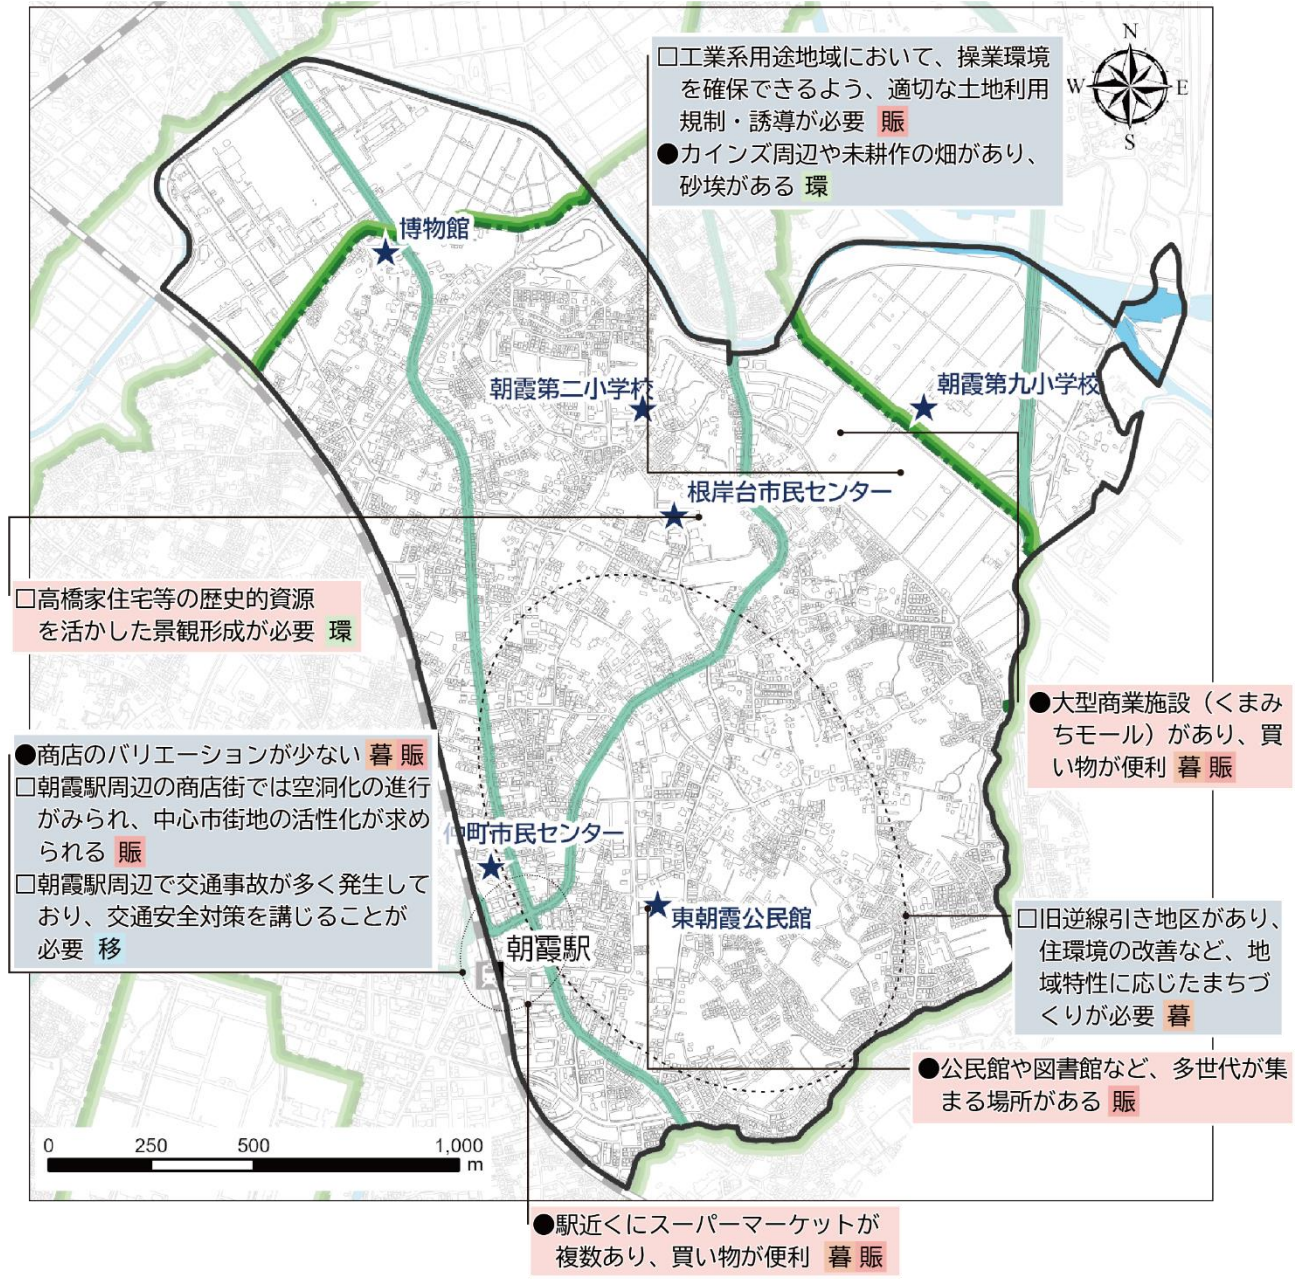 N
W
E
S
□工業系用途地域において、操業環境
を確保できるよう、適切な土地利用
規制・誘導が必要 賑
●カインズ周辺や未耕作の畑があり、
砂埃がある 環
博物館
朝霞第二小学校
朝霞第九小学校
根岸台市民センター
□高橋家住宅等の歴史的資源
を活かした景観形成が必要 環
●大型商業施設（くまみ
ちモール）があり、買
い物が便利 暮 賑
●商店のバリエーションが少ない 暮 賑
□朝霞駅周辺の商店街では空洞化の進行
がみられ、中心市街地の活性化が求め
られる 賑
□朝霞駅周辺で交通事故が多く発生して
おり、交通安全対策を講じることが
必要 移
仲町市民センター
東朝霞公民館
朝霞駅
□旧逆線引き地区があり、
住環境の改善など、地
域特性に応じたまちづ
くりが必要 暮
●公民館や図書館など、多世代が集
まる場所がある 賑
0 250 500 1,000
m
●駅近くにスーパーマーケットが
複数あり、買い物が便利 暮 賑